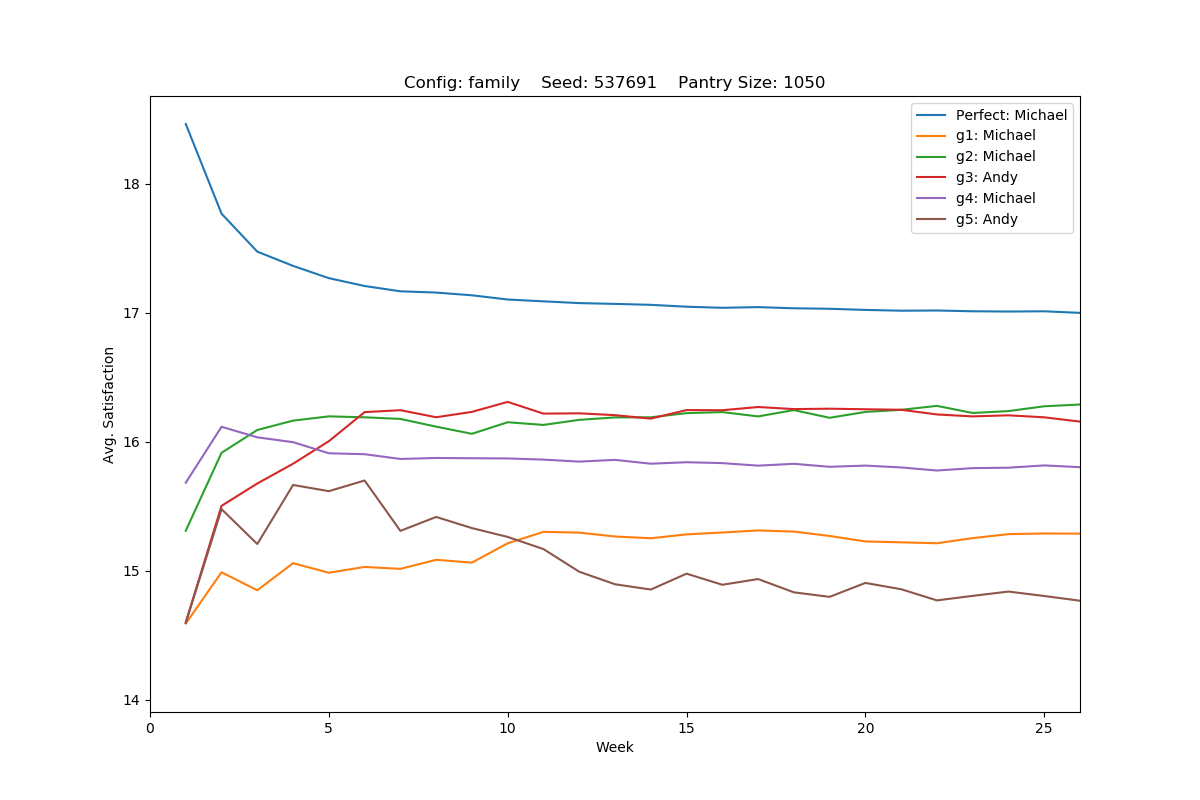 Config: family    Seed: 537691    Pantry Size: 1050
Perfect: Michael
g1: Michael
g2: Michael
g3: Andy
g4: Michael
g5: Andy
Avg. Satisfaction
18
17
16
15
14
0 5 10 15 20 25
Week